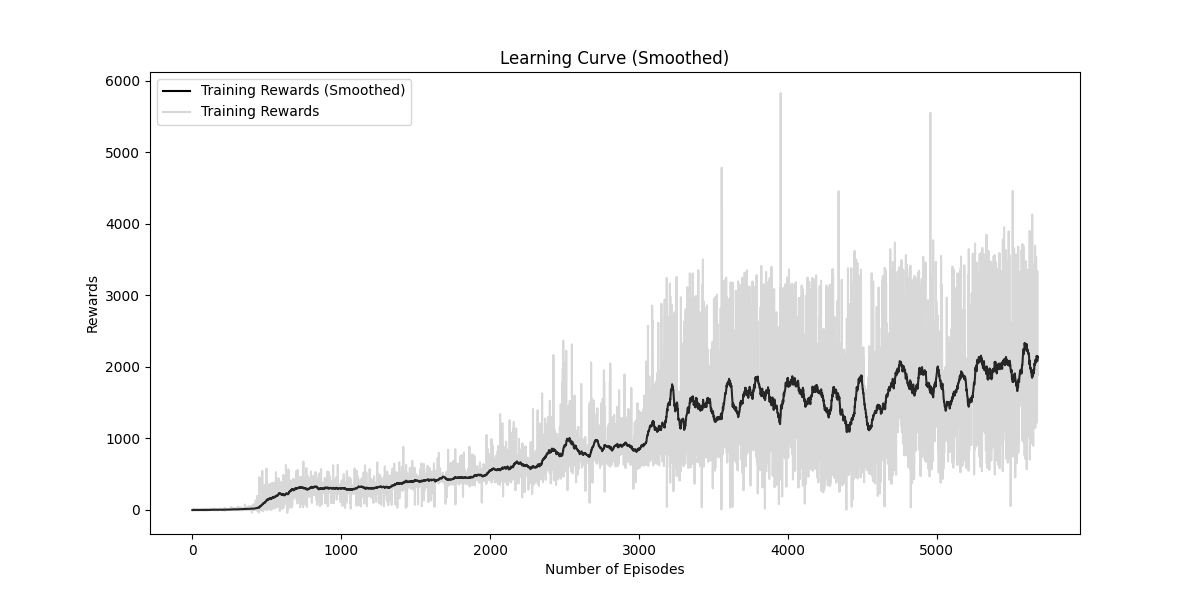 Learning Curve (Smoothed)
Training Rewards (Smoothed)
Training Rewards
6000
5000
4000
3000
2000
1000
0
Rewards
0 1000 2000 3000 4000 5000
Number of Episodes